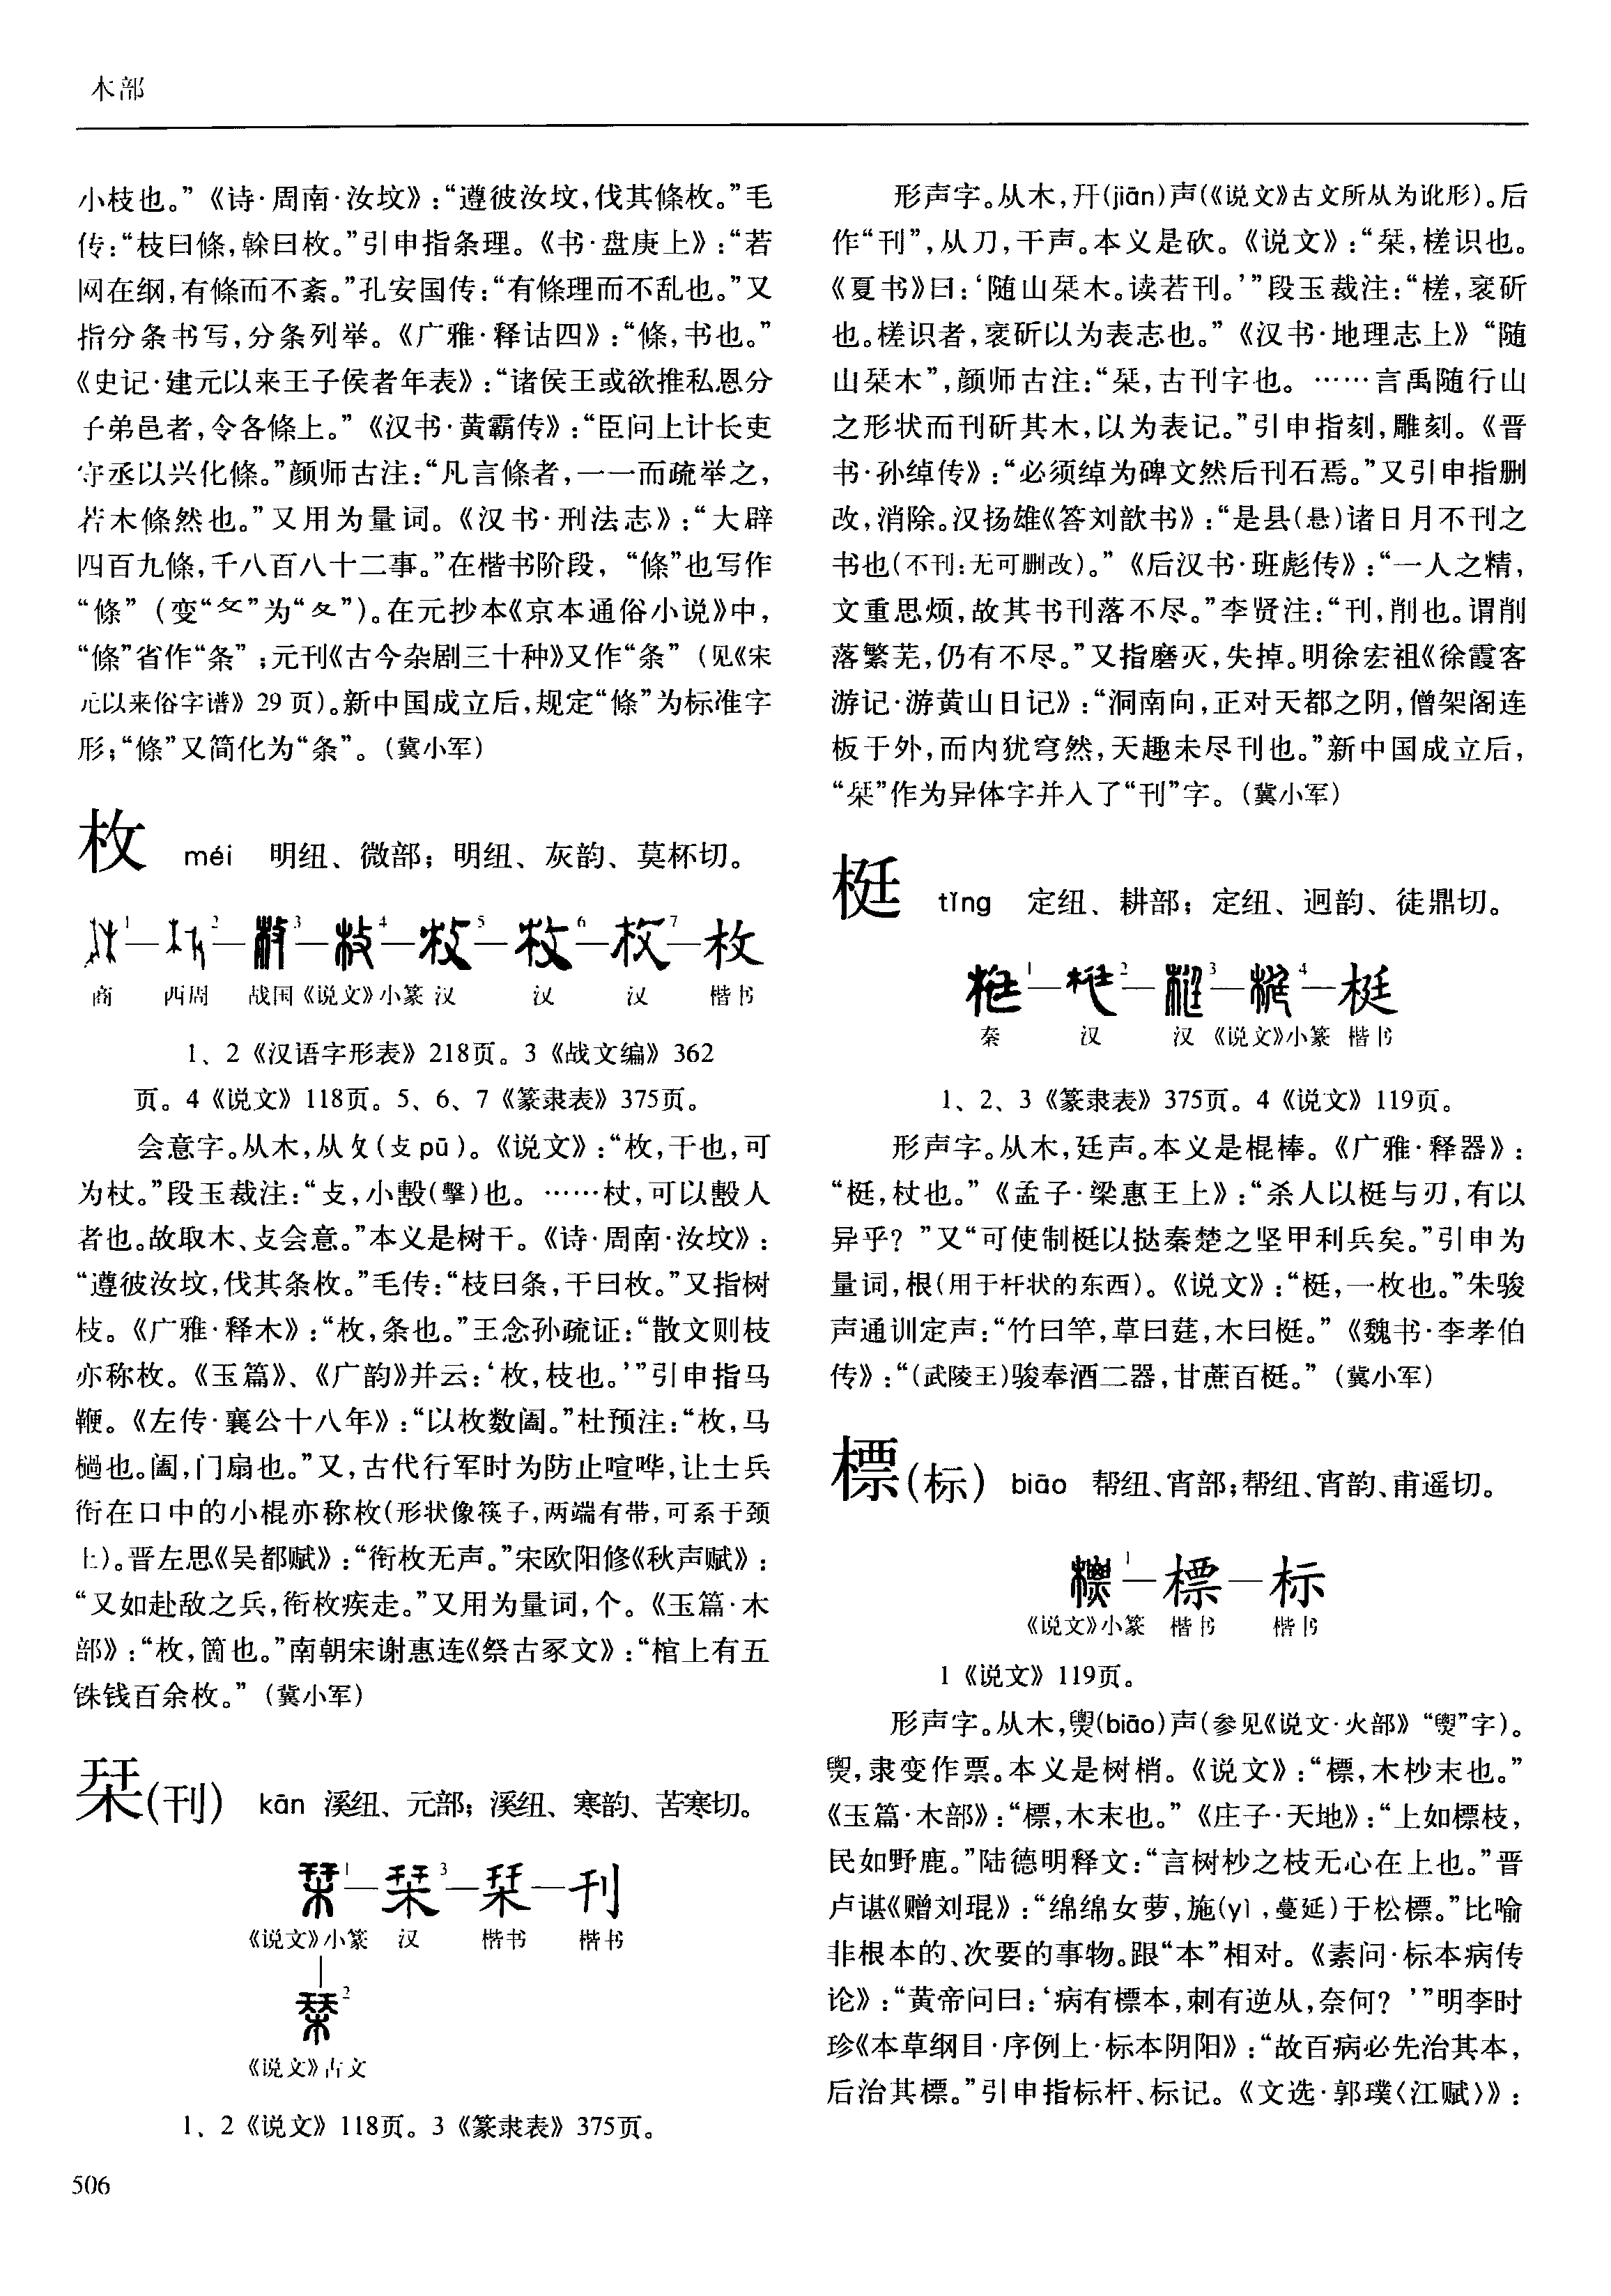 木部
小枝也。”《诗·周南·汝坟》:“遵彼汝坟,伐其條枚。”毛
传:“枝曰條,榦曰枚。”引申指条理。《书·盘庚上》:“若
网在纲,有條而不紊。”孔安国传:“有條理而不乱也。”又
指分条书写,分条列举。《广雅·释诂四》:“條,书也。”
《史记·建元以来王子侯者年表》:“诸侯王或欲推私恩分
子弟邑者,令各條上。”《汉书·黄霸传》:“臣问上计长吏
守丞以兴化條。”颜师古注:“凡言條者,一一而疏举之,
若木條然也。”又用为量词。《汉书·刑法志》:“大辟
四百九條,千八百八十二事。”在楷书阶段,“條”也写作
“條”(变“攵”为“夂”)。在元抄本《京本通俗小说》中,
“條”省作“条”;元刊《古今杂剧三十种》又作“条”(见《宋
元以来俗字谱》29页)。新中国成立后,规定“條”为标准字
形;“條”又简化为“条”。(冀小军)
枚 méi 明纽、微部;明纽、灰韵、莫杯切。
1—2—3—4—5—6—7—枚
商 西周 战国《说文》小篆 汉 汉 汉 楷书
1、2《汉语字形表》218页。3《战文编》362
页。4《说文》118页。5、6、7《篆隶表》375页。
会意字。从木,从攵(攴pū)。《说文》:“枚,干也,可
为杖。”段玉裁注:“攴,小毄(擊)也。……杖,可以毄人
者也。故取木、攴会意。”本义是树干。《诗·周南·汝坟》:
“遵彼汝坟,伐其条枚。”毛传:“枝曰条,干曰枚。”又指树
枝。《广雅·释木》:“枚,条也。”王念孙疏证:“散文则枝
亦称枚。《玉篇》、《广韵》并云:‘枚,枝也。’”引申指马
鞭。《左传·襄公十八年》:“以枚数阖。”杜预注:“枚,马
檛也。阖,门扇也。”又,古代行军时为防止喧哗,让士兵
衔在口中的小棍亦称枚(形状像筷子,两端有带,可系于颈
上)。晋左思《吴都赋》:“衔枚无声。”宋欧阳修《秋声赋》:
“又如赴敌之兵,衔枚疾走。”又用为量词,个。《玉篇·木
部》:“枚,箇也。”南朝宋谢惠连《祭古冢文》:“棺上有五
铢钱百余枚。”(冀小军)
栞(刊) kān 溪纽、元部;溪纽、寒韵、苦寒切。
栞1—栞3—栞—刊
《说文》小篆 汉 楷书 楷书
2
《说文》古文
1、2《说文》118页。3《篆隶表》375页。
形声字。从木,幵(jiān)声(《说文》古文所从为讹形)。后
作“刊”,从刀,干声。本义是砍。《说文》:“栞,槎识也。
《夏书》曰:‘随山栞木。读若刊。’”段玉裁注:“槎,衺斫
也。槎识者,衺斫以为表志也。”《汉书·地理志上》“随
山栞木”,颜师古注:“栞,古刊字也。……言禹随行山
之形状而刊斫其木,以为表记。”引申指刻,雕刻。《晋
书·孙绰传》:“必须绰为碑文然后刊石焉。”又引申指删
改,消除。汉扬雄《答刘歆书》:“是县(悬)诸日月不刊之
书也(不刊:无可删改)。”《后汉书·班彪传》:“一人之精,
文重思烦,故其书刊落不尽。”李贤注:“刊,削也。谓削
落繁芜,仍有不尽。”又指磨灭,失掉。明徐宏祖《徐霞客
游记·游黄山日记》:“洞南向,正对天都之阴,僧架阁连
板于外,而内犹穹然,天趣未尽刊也。”新中国成立后,
“栞”作为异体字并入了“刊”字。(冀小军)
梃 tǐng 定纽、耕部;定纽、迥韵、徒鼎切。
1—2—3—4—梃
秦 汉 汉 《说文》小篆 楷书
1、2、3《篆隶表》375页。4《说文》119页。
形声字。从木,廷声。本义是棍棒。《广雅·释器》:
“梃,杖也。”《孟子·梁惠王上》:“杀人以梃与刃,有以
异乎?”又“可使制梃以挞秦楚之坚甲利兵矣。”引申为
量词,根(用于杆状的东西)。《说文》:“梃,一枚也。”朱骏
声通训定声:“竹曰竿,草曰莛,木曰梃。”《魏书·李孝伯
传》:“(武陵王)骏奉酒二器,甘蔗百梃。”(冀小军)
標(标) biāo 帮纽、宵部;帮纽、宵韵、甫遥切。
1—標—标
《说文》小篆 楷书 楷书
1《说文》119页。
形声字。从木,㷠(biāo)声(参见《说文·火部》“㷠”字)。
㷠,隶变作票。本义是树梢。《说文》:“標,木杪末也。”
《玉篇·木部》:“標,木末也。”《庄子·天地》:“上如標枝,
民如野鹿。”陆德明释文:“言树杪之枝无心在上也。”晋
卢谌《赠刘琨》:“绵绵女萝,施(yì,蔓延)于松標。”比喻
非根本的、次要的事物。跟“本”相对。《素问·标本病传
论》:“黄帝问曰:‘病有標本,刺有逆从,奈何?’”明李时
珍《本草纲目·序例上·标本阴阳》:“故百病必先治其本,
后治其標。”引申指标杆、标记。《文选·郭璞〈江赋〉》:
506